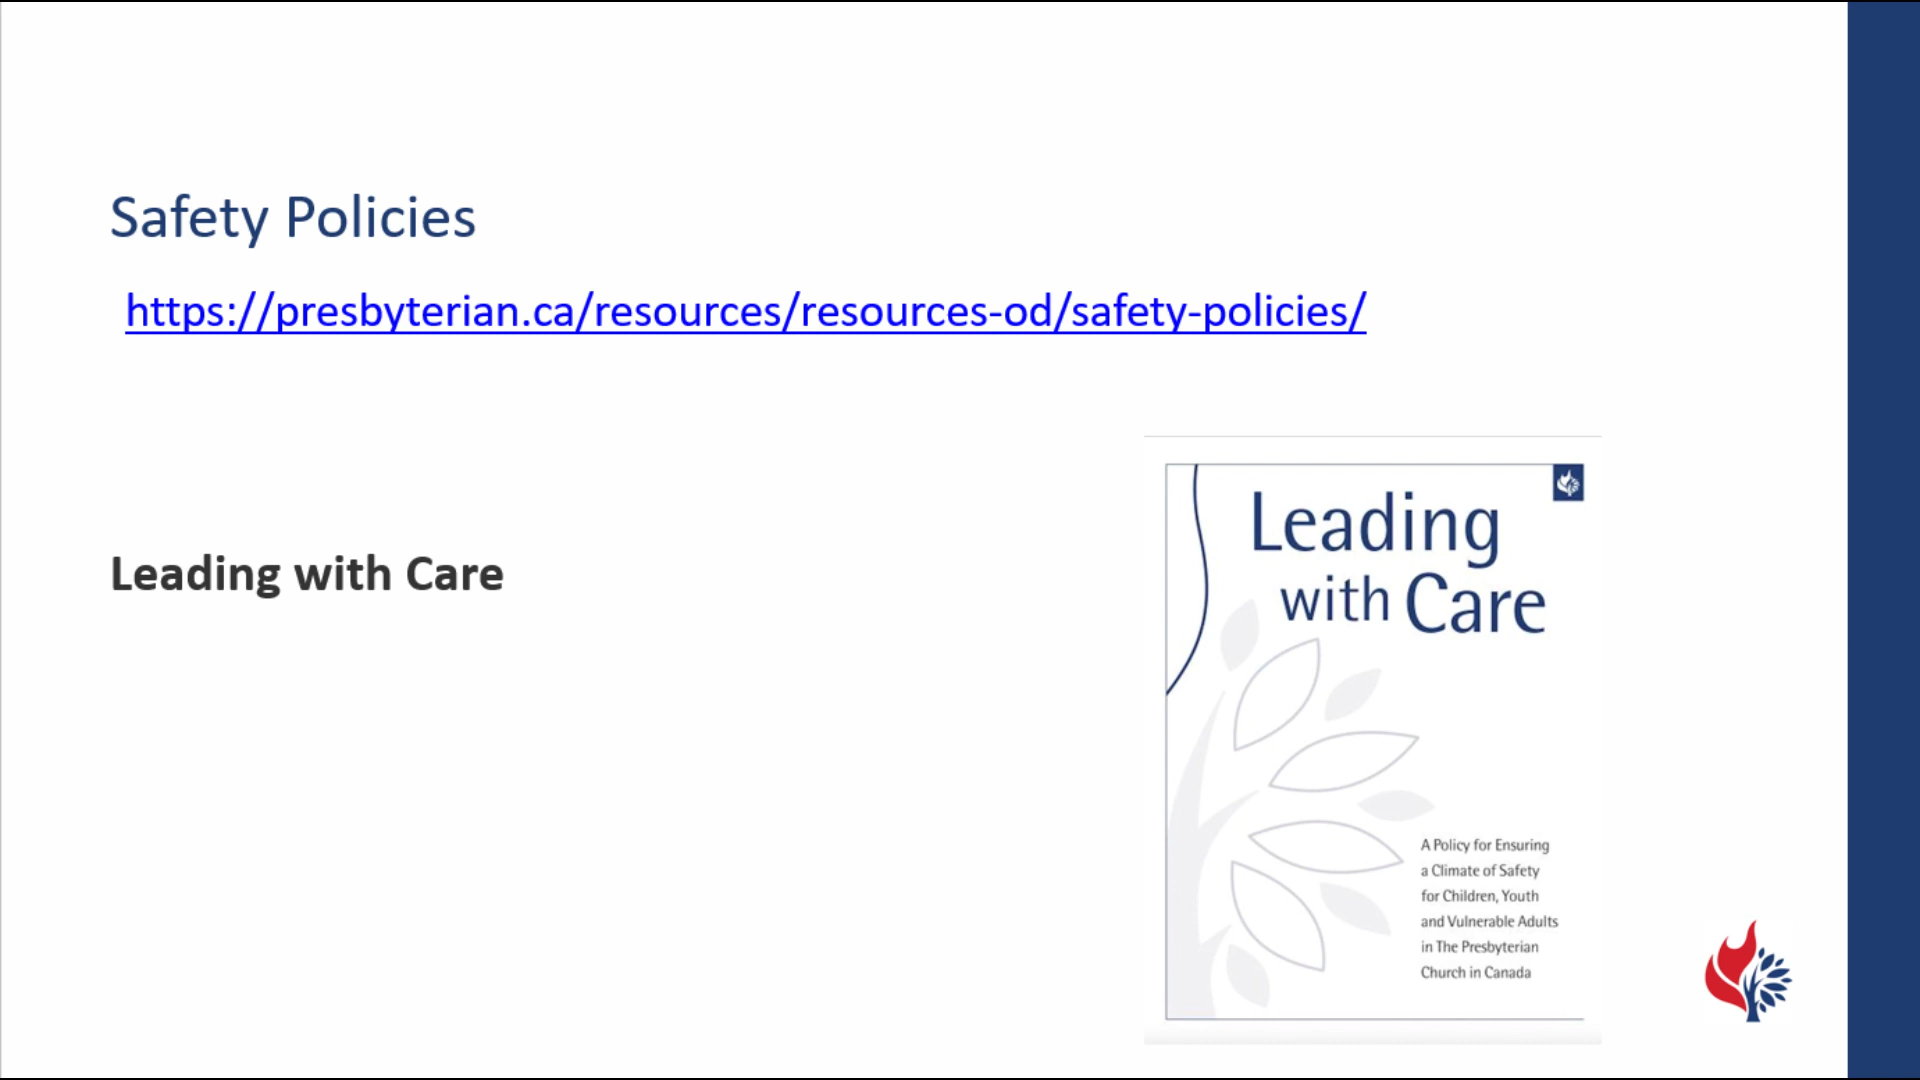 Safety Policies
https://presbyterian.ca/resources/resources-od/safety-policies/
Leading with Care
Leading
with Care
A Policy for Ensuring
a Climate of Safety
for Children, Youth
and Vulnerable Adults
in The Presbyterian
Church in Canada